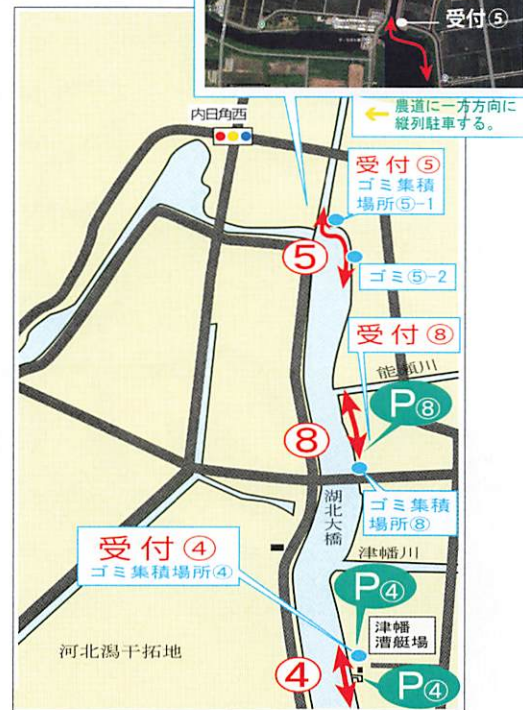 受付⑤
← 農道に一方方向に
縦列駐車する。
内日角西
受付⑤
ゴミ集積
場所⑤-1
⑤
ゴミ⑤-2
受付⑧
能瀬川
P⑧
⑧
湖北大橋
ゴミ集積
場所⑧
受付④
ゴミ集積場所④
津幡川
P④
津幡
漕艇場
河北潟干拓地
④
P④